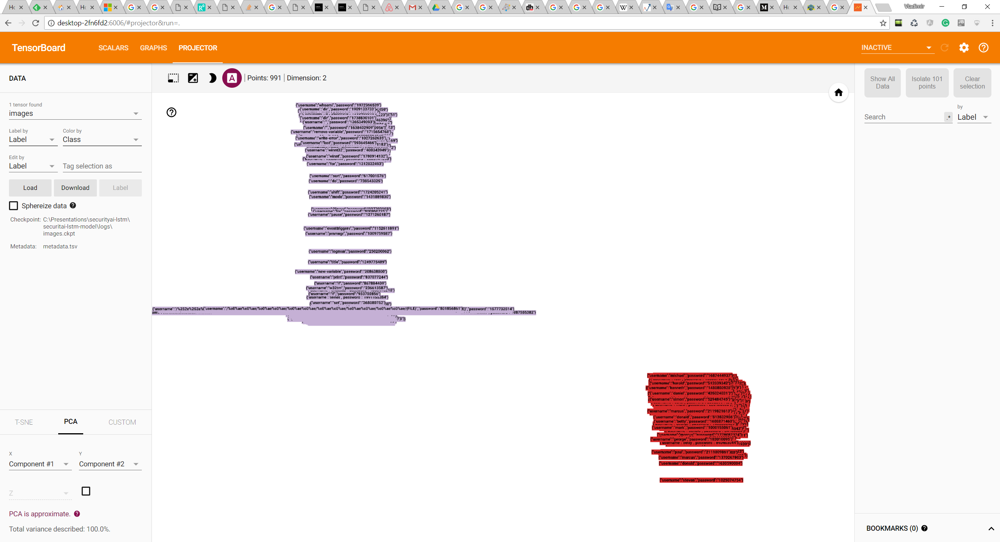 Vladimir
desktop-2fn6fd2:6006/#projector&run=.
TensorBoard
SCALARS
GRAPHS
PROJECTOR
INACTIVE
DATA
Points: 991
Dimension: 2
1 tensor found
images
Label by
Label
Color by
Class
Edit by
Label
Tag selection as
Load
Download
Label
Sphereize data
Checkpoint: C:\Presentations\securityai-lstm\
securitai-lstm-model\logs\
images.ckpt
Metadata: metadata.tsv
T-SNE
PCA
CUSTOM
X
Component #1
Y
Component #2
Z
PCA is approximate.
Total variance described: 100.0%.
{"username":"whoami","password":"1972366539"}
{"username":"dir","password":"1989133733"}
{"username":"dir","password":"1738830101"}
{"username":"","password":"1265349093"}
{"username":"","password":"1638402909"}
{"username":"remove-variable","password":"1715654768"}
{"username":"write-error","password":"1027262635"}
{"username":"last","password":"593645466"}
{"username":"winnt32","password":"400343949"}
{"username":"winnt","password":"1780914132"}
{"username":"for","password":"1312832493"}
{"username":"sort","password":"617001576"}
{"username":"do","password":"738543325"}
{"username":"shift","password":"1724205241"}
{"username":"mode","password":"1431889830"}
{"username":"pause","password":"1271260187"}
{"username":"eventtriggers","password":"1152611891"}
{"username":"prnmngr","password":"1009759587"}
{"username":"logman","password":"250200062"}
{"username":"title","password":"1249775489"}
{"username":"new-variable","password":"208638800"}
{"username":"print","password":"837077244"}
{"username":"if","password":"867884409"}
{"username":"w32tm","password":"236613587"}
{"username":"if","password":"933702856"}
{"username":"telnet","password":"1991155384"}
{"username":"set","password":"368080752"}
{"username":"/%252e%252e%{"username":"/%c0%ae%c0%ae/%c0%ae%c0%ae/%c0%ae%c0%ae/%c0%ae%c0%ae/%c0%ae%c0%ae/%c0%ae%c0%ae/%c0%ae%c0%ae/{FILE}","password":"801856861"}E}","password":"1577732514"}
{"username":"michael","password":"1687444937"}
{"username":"harold","password":"512039342"}
{"username":"kenneth","password":"1480803928"}
{"username":"daniel","password":"435024031"}
{"username":"simon","password":"529484745"}
{"username":"marcus","password":"2119821613"}
{"username":"donald","password":"813832986"}
{"username":"betty","password":"1608871460"}
{"username":"mark","password":"1000155061"}
{"username":"marcus","password":"1778087374"}
{"username":"george","password":"183010095"}
{"username":"paul","password":"2111009861"}
{"username":"marcus","password":"1370267803"}
{"username":"donald","password":"1630590004"}
{"username":"steven","password":"1025074754"}
Show All
Data
Isolate 101
points
Clear
selection
Search
.*
by
Label
BOOKMARKS (0)